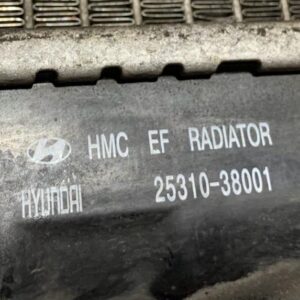 HMC EF RADIATOR
HYUNDAI 25310-38001